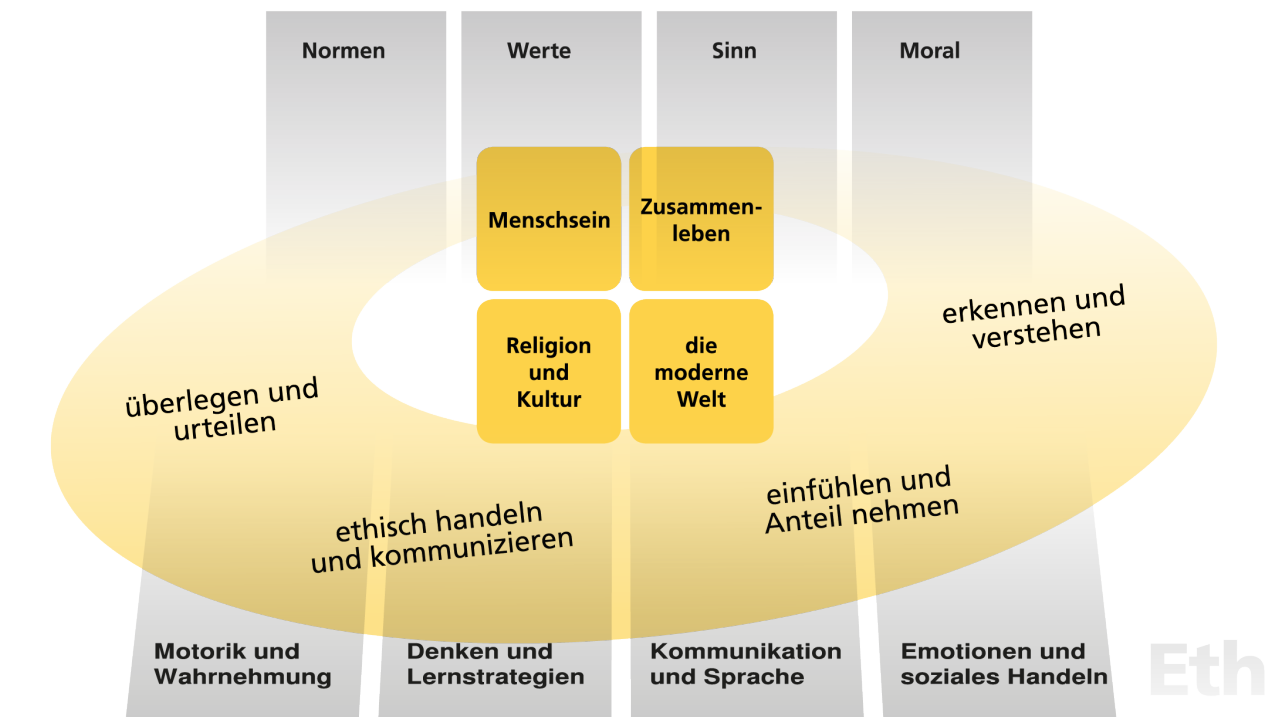 Normen
Werte
Sinn
Moral
Menschsein
Zusammen-
leben
Religion
und
Kultur
die
moderne
Welt
erkennen und
verstehen
überlegen und
urteilen
einfühlen und
Anteil nehmen
ethisch handeln
und kommunizieren
Motorik und
Wahrnehmung
Denken und
Lernstrategien
Kommunikation
und Sprache
Emotionen und
soziales Handeln
Eth